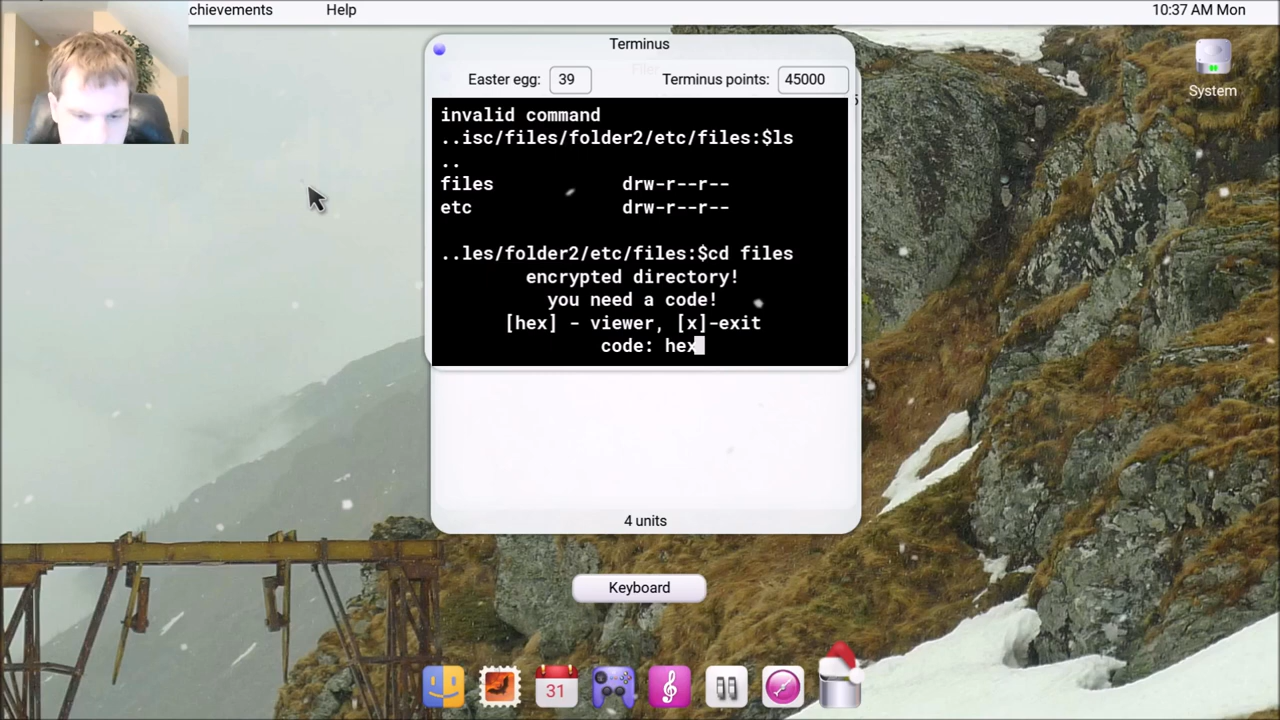 chievements
Help
10:37 AM Mon
Terminus
Easter egg: 39
Terminus points: 45000
System
invalid command
..isc/files/folder2/etc/files:$ls
..
files drw-r--r--
etc drw-r--r--
..les/folder2/etc/files:$cd files
encrypted directory!
you need a code!
[hex] - viewer, [x]-exit
code: hex
4 units
Keyboard
31